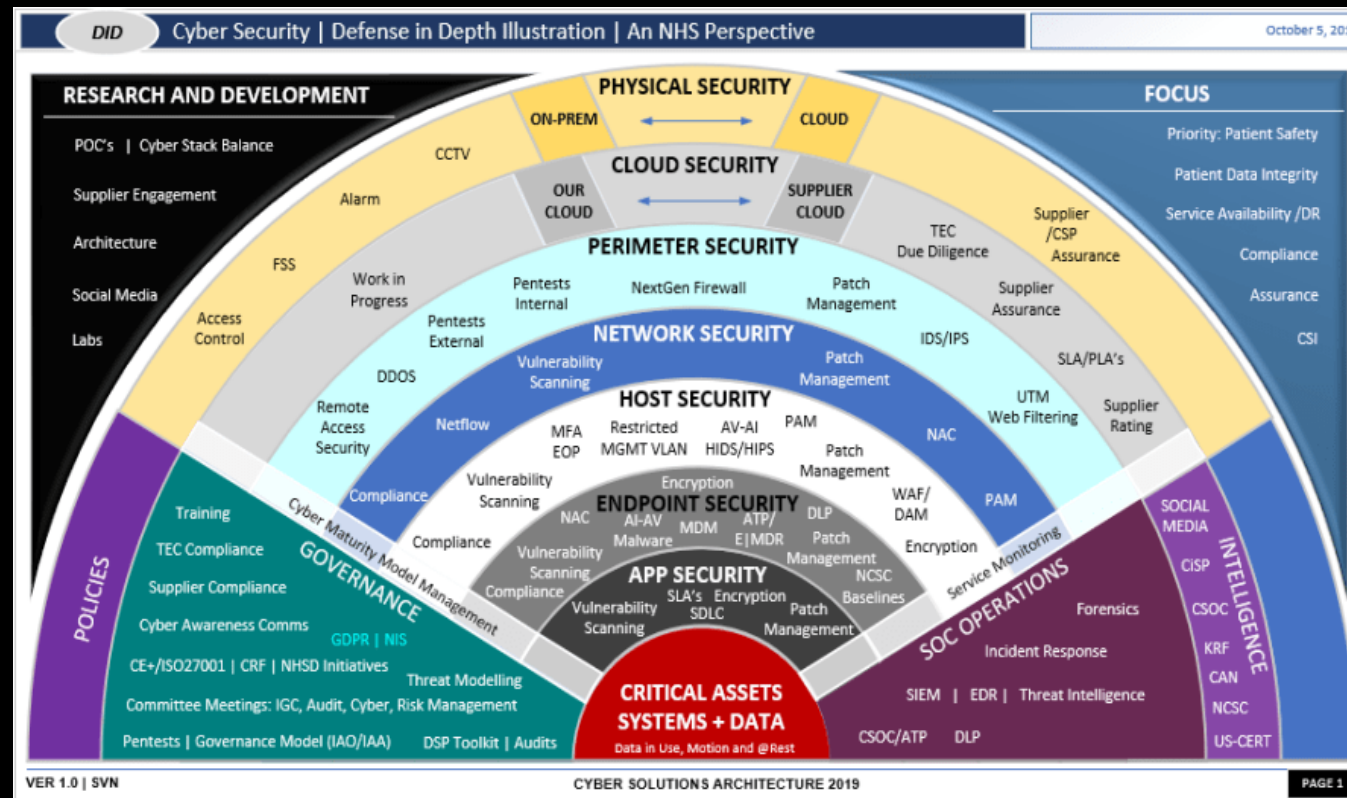 DID
Cyber Security | Defense in Depth Illustration | An NHS Perspective
October 5, 20
RESEARCH AND DEVELOPMENT
POC's | Cyber Stack Balance
Supplier Engagement
Architecture
Social Media
Labs
FOCUS
Priority: Patient Safety
Patient Data Integrity
Service Availability /DR
Compliance
Assurance
CSI
PHYSICAL SECURITY
ON-PREM
CLOUD
CCTV
Alarm
FSS
Access
Control
Supplier
/CSP
Assurance
CLOUD SECURITY
OUR
CLOUD
SUPPLIER
CLOUD
Work in
Progress
TEC
Due Diligence
Supplier
Assurance
SLA/PLA's
Supplier
Rating
PERIMETER SECURITY
Remote
Access
Security
DDOS
Pentests
External
Pentests
Internal
NextGen Firewall
Patch
Management
IDS/IPS
UTM
Web Filtering
NETWORK SECURITY
Compliance
Netflow
Vulnerability
Scanning
Patch
Management
NAC
PAM
HOST SECURITY
Compliance
Vulnerability
Scanning
MFA
EOP
Restricted
MGMT VLAN
AV-AI
HIDS/HIPS
PAM
Patch
Management
WAF/
DAM
Encryption
ENDPOINT SECURITY
Encryption
Compliance
Vulnerability
Scanning
NAC
AI-AV
Malware
MDM
ATP/
E|MDR
DLP
Patch
Management
NCSC
Baselines
APP SECURITY
Vulnerability
Scanning
SLA's
Encryption
SDLC
Patch
Management
CRITICAL ASSETS
SYSTEMS + DATA
Data in Use, Motion and @Rest
Cyber Maturity Model Management
Service Monitoring
POLICIES
GOVERNANCE
Training
TEC Compliance
Supplier Compliance
Cyber Awareness Comms
GDPR | NIS
CE+/ISO27001 | CRF | NHSD Initiatives
Threat Modelling
Committee Meetings: IGC, Audit, Cyber, Risk Management
Pentests | Governance Model (IAO/IAA)
DSP Toolkit | Audits
SOC OPERATIONS
Forensics
Incident Response
SIEM | EDR | Threat Intelligence
CSOC/ATP
DLP
INTELLIGENCE
SOCIAL
MEDIA
CiSP
CSOC
KRF
CAN
NCSC
US-CERT
VER 1.0 | SVN
CYBER SOLUTIONS ARCHITECTURE 2019
PAGE 1